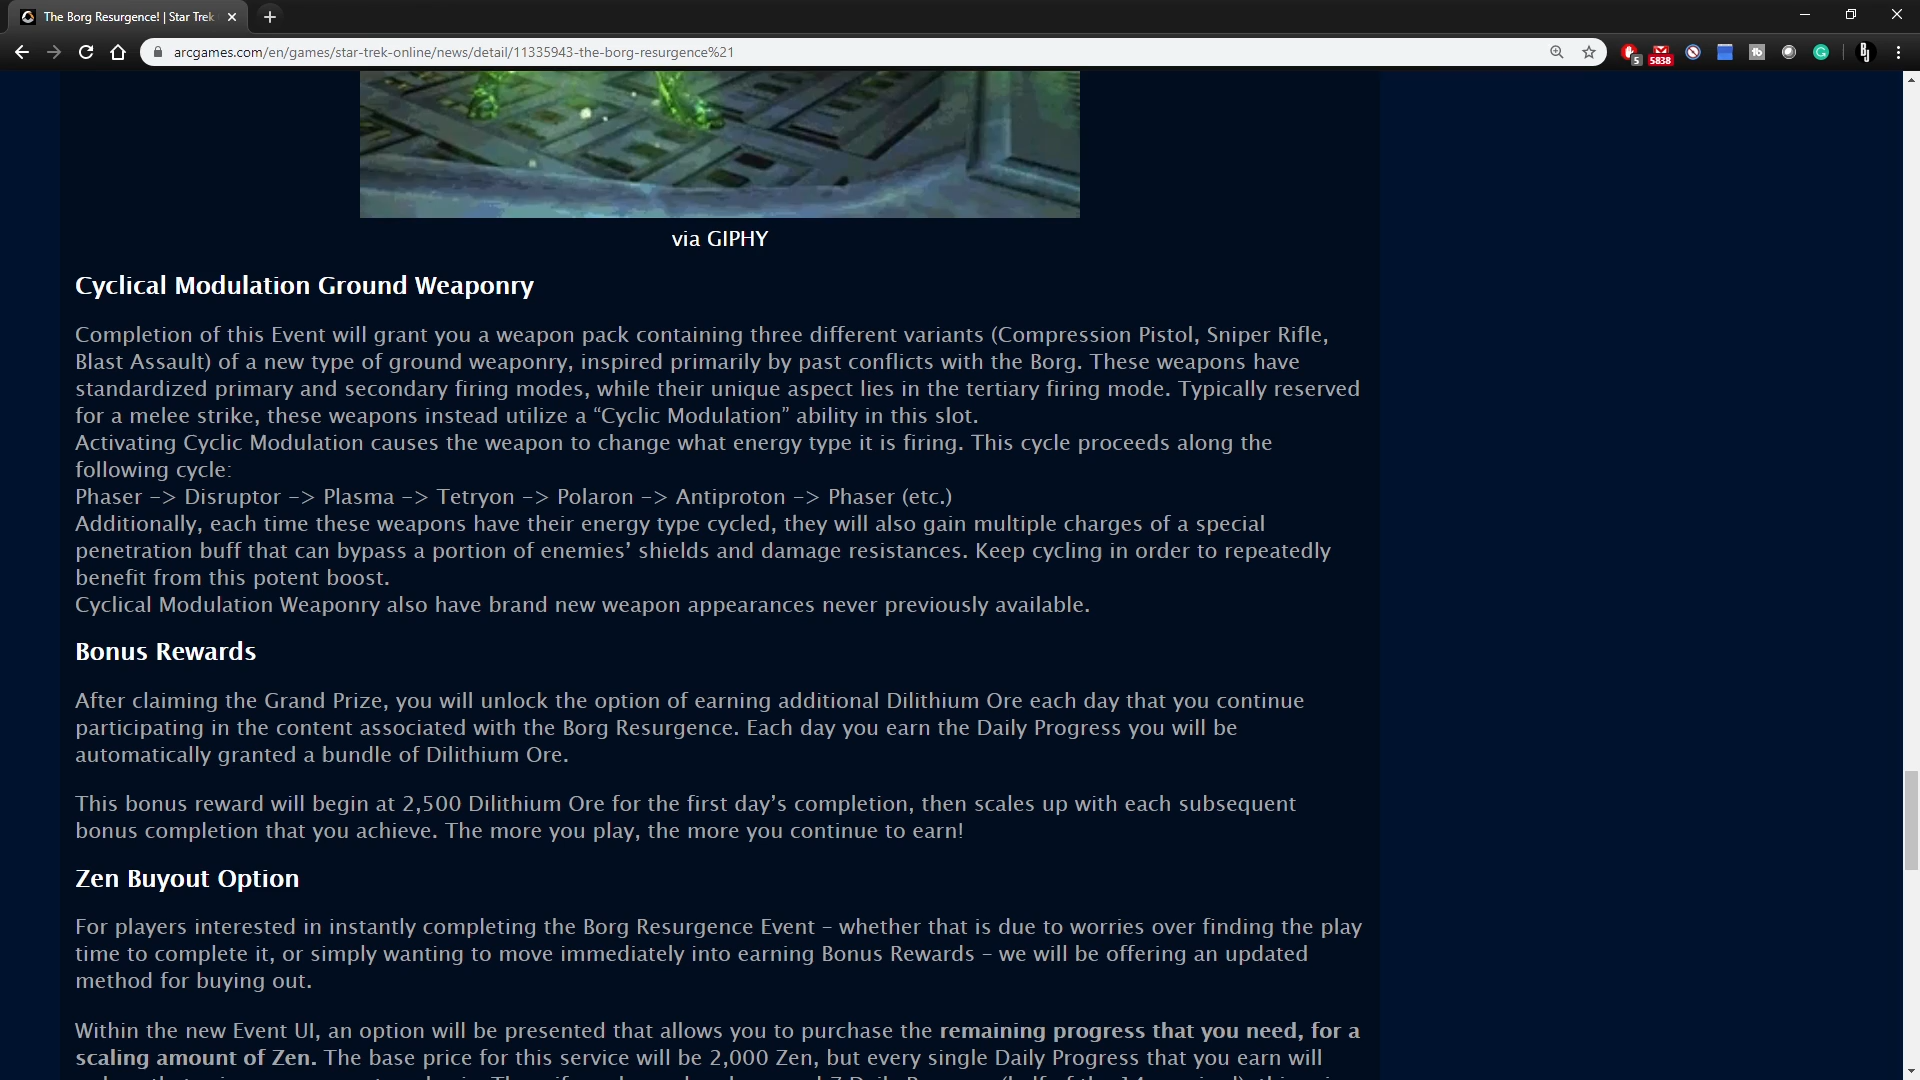 The Borg Resurgence! | Star Trek
arcgames.com/en/games/star-trek-online/news/detail/11335943-the-borg-resurgence%21
5
5838
via GIPHY
Cyclical Modulation Ground Weaponry
Completion of this Event will grant you a weapon pack containing three different variants (Compression Pistol, Sniper Rifle,
Blast Assault) of a new type of ground weaponry, inspired primarily by past conflicts with the Borg. These weapons have
standardized primary and secondary firing modes, while their unique aspect lies in the tertiary firing mode. Typically reserved
for a melee strike, these weapons instead utilize a “Cyclic Modulation” ability in this slot.
Activating Cyclic Modulation causes the weapon to change what energy type it is firing. This cycle proceeds along the
following cycle:
Phaser –> Disruptor –> Plasma –> Tetryon –> Polaron –> Antiproton –> Phaser (etc.)
Additionally, each time these weapons have their energy type cycled, they will also gain multiple charges of a special
penetration buff that can bypass a portion of enemies’ shields and damage resistances. Keep cycling in order to repeatedly
benefit from this potent boost.
Cyclical Modulation Weaponry also have brand new weapon appearances never previously available.
Bonus Rewards
After claiming the Grand Prize, you will unlock the option of earning additional Dilithium Ore each day that you continue
participating in the content associated with the Borg Resurgence. Each day you earn the Daily Progress you will be
automatically granted a bundle of Dilithium Ore.
This bonus reward will begin at 2,500 Dilithium Ore for the first day’s completion, then scales up with each subsequent
bonus completion that you achieve. The more you play, the more you continue to earn!
Zen Buyout Option
For players interested in instantly completing the Borg Resurgence Event – whether that is due to worries over finding the play
time to complete it, or simply wanting to move immediately into earning Bonus Rewards – we will be offering an updated
method for buying out.
Within the new Event UI, an option will be presented that allows you to purchase the remaining progress that you need, for a
scaling amount of Zen. The base price for this service will be 2,000 Zen, but every single Daily Progress that you earn will